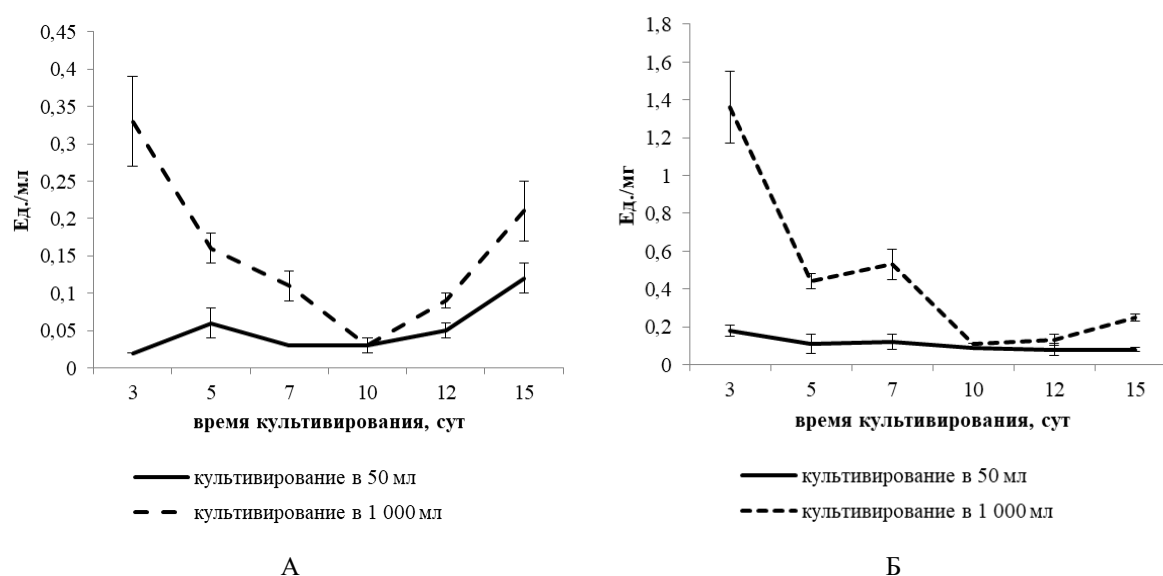 0,45
0,4
0,35
0,3
0,25
0,2
0,15
0,1
0,05
0
Ед./мл
3 5 7 10 12 15
время культивирования, сут
культивирование в 50 мл
культивирование в 1 000 мл
А
1,8
1,6
1,4
1,2
1
0,8
0,6
0,4
0,2
0
Ед./мг
3 5 7 10 12 15
время культивирования, сут
культивирование в 50 мл
культивирование в 1 000 мл
Б